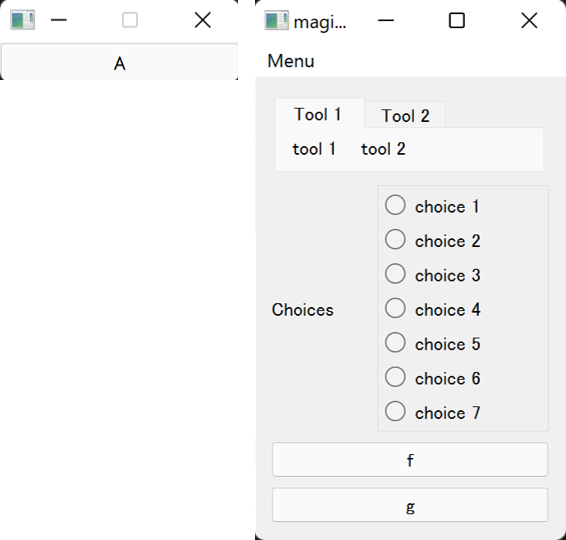 A
magi...
Menu
Tool 1 Tool 2
tool 1 tool 2
Choices
choice 1
choice 2
choice 3
choice 4
choice 5
choice 6
choice 7
f
g